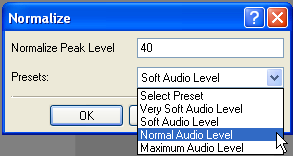 Normalize
Normalize Peak Level 40
Presets: Soft Audio Level
Select Preset
Very Soft Audio Level
Soft Audio Level
Normal Audio Level
Maximum Audio Level
OK